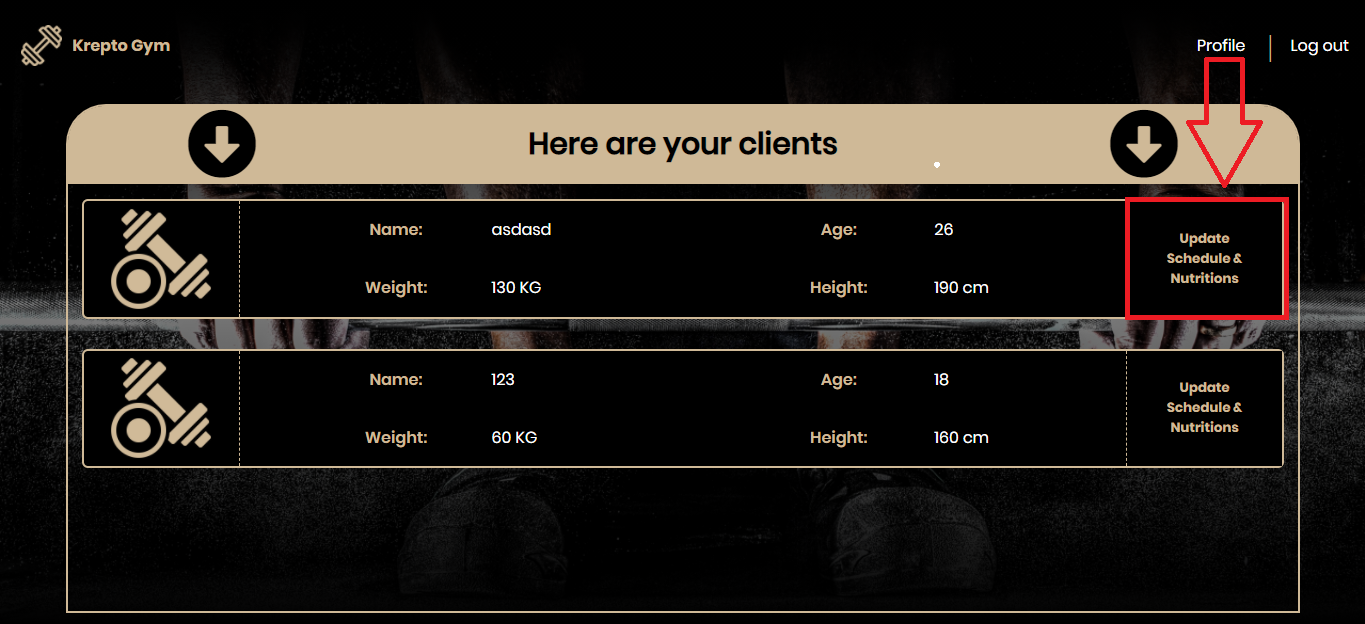 Krepto Gym
Profile
Log out
Here are your clients
Name: asdasd Age: 26
Weight: 130 KG Height: 190 cm
Update
Schedule &
Nutritions
Name: 123 Age: 18
Weight: 60 KG Height: 160 cm
Update
Schedule &
Nutritions